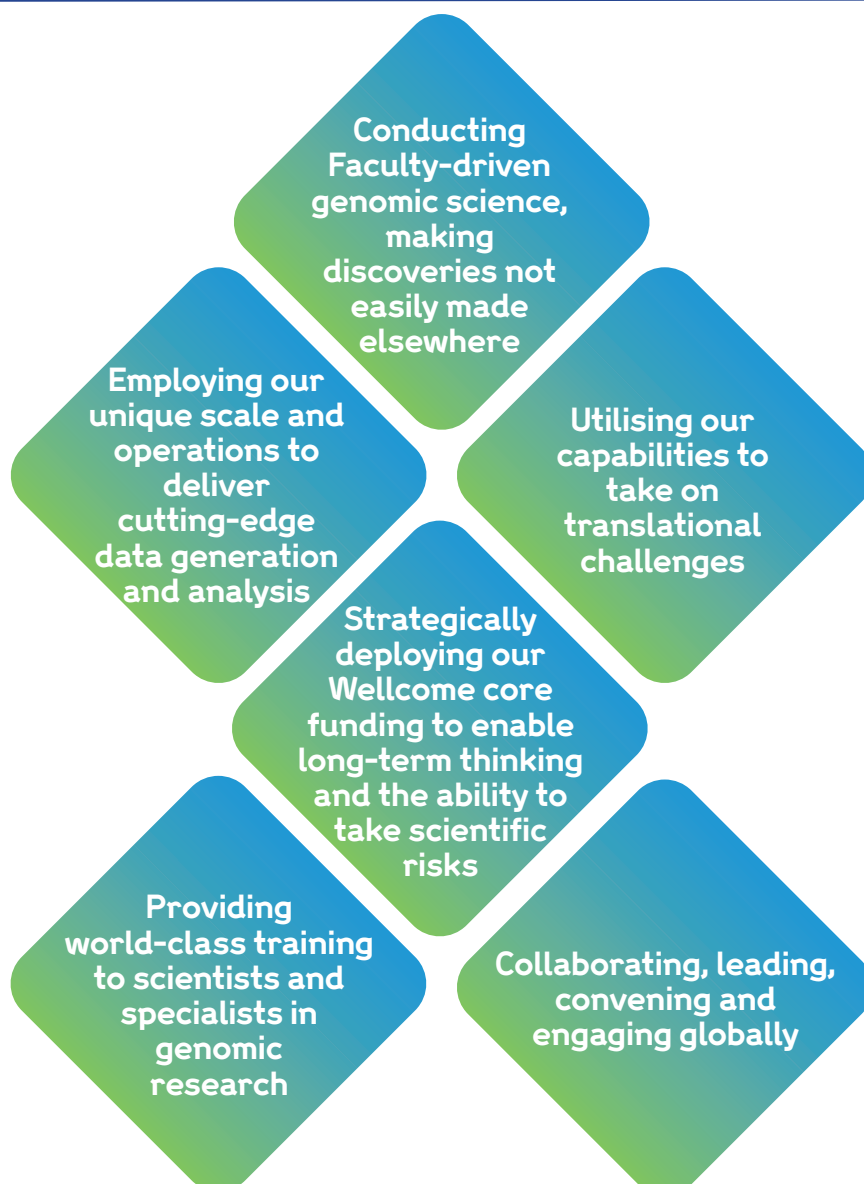 Conducting
Faculty-driven
genomic science,
making
discoveries not
easily made
elsewhere
Employing our
unique scale and
operations to
deliver
cutting-edge
data generation
and analysis
Utilising our
capabilities to
take on
translational
challenges
Strategically
deploying our
Wellcome core
funding to enable
long-term thinking
and the ability to
take scientific
risks
Providing
world-class training
to scientists and
specialists in
genomic
research
Collaborating, leading,
convening and
engaging globally